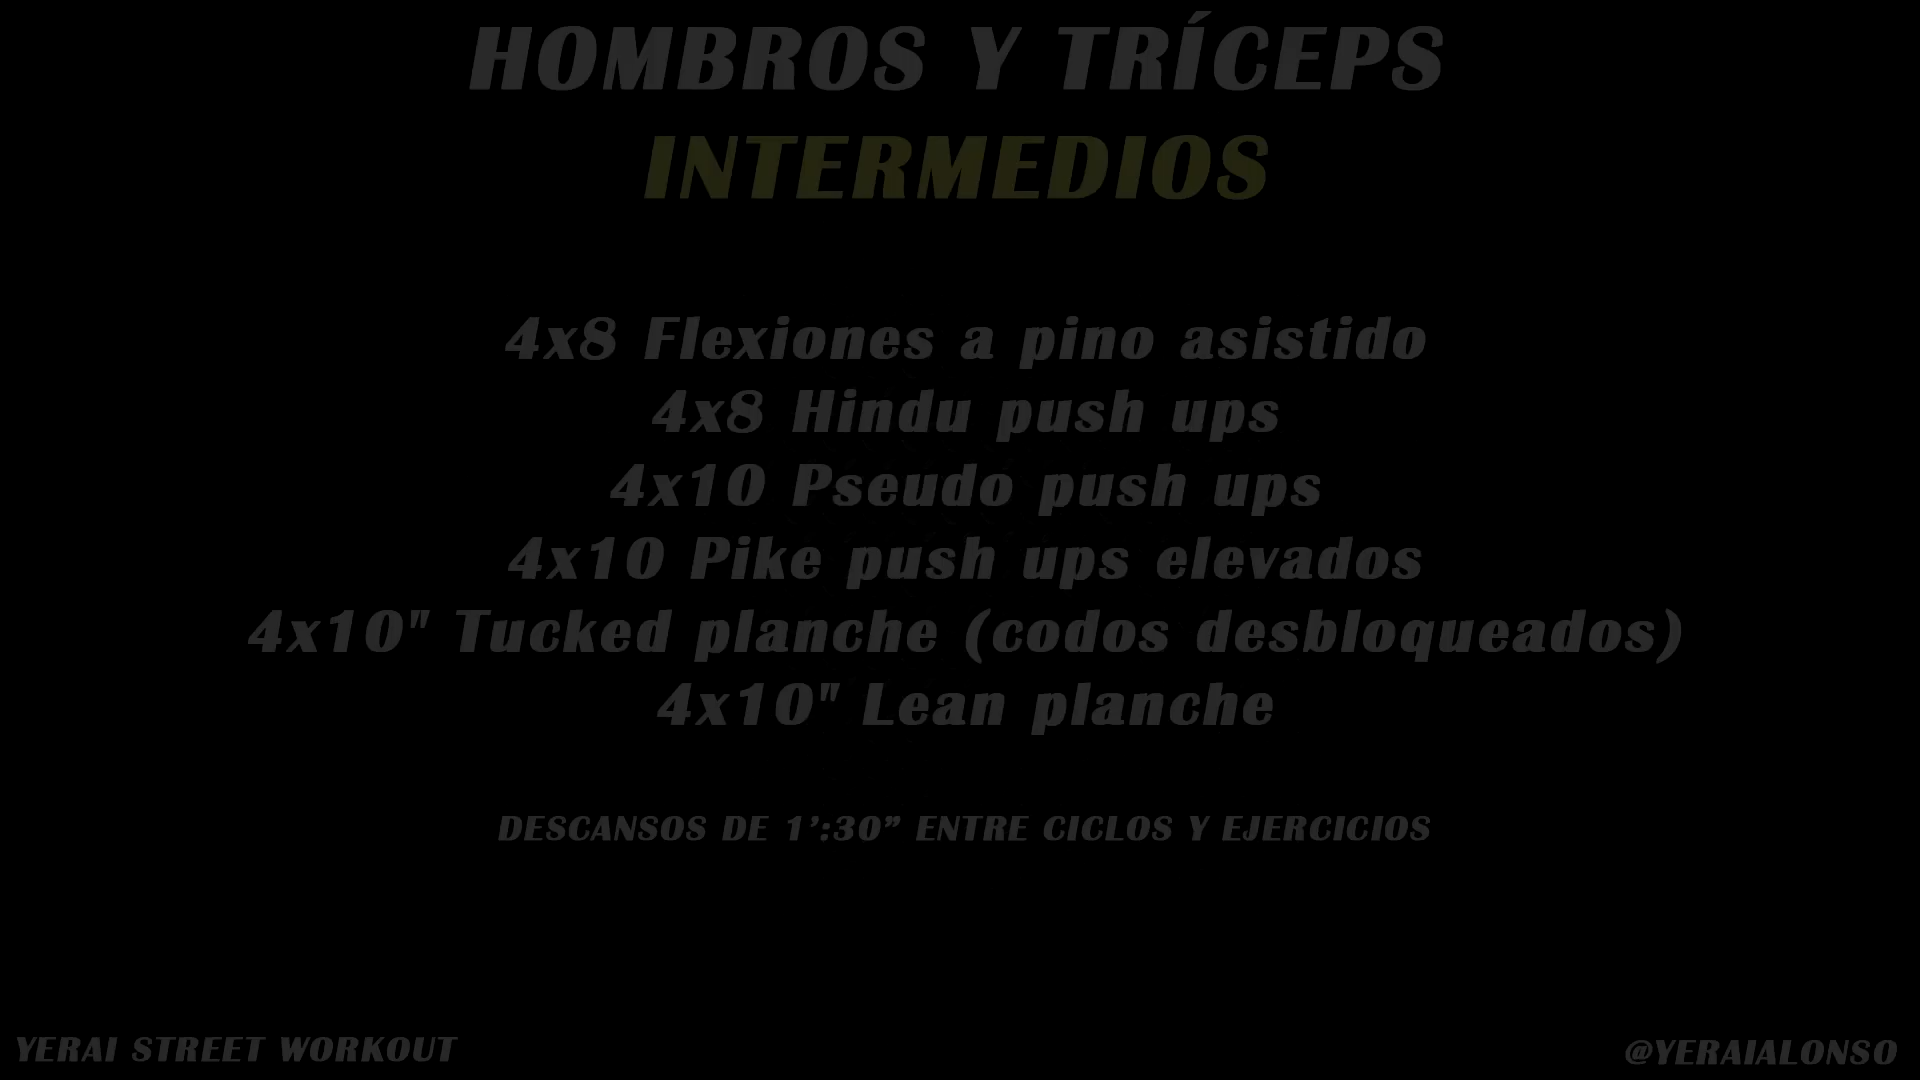 HOMBROS Y TRÍCEPS
INTERMEDIOS
4x8 Flexiones a pino asistido
4x8 Hindu push ups
4x10 Pseudo push ups
4x10 Pike push ups elevados
4x10" Tucked planche (codos desbloqueados)
4x10" Lean planche
DESCANSOS DE 1’:30” ENTRE CICLOS Y EJERCICIOS
YERAI STREET WORKOUT
@YERAIALONSO